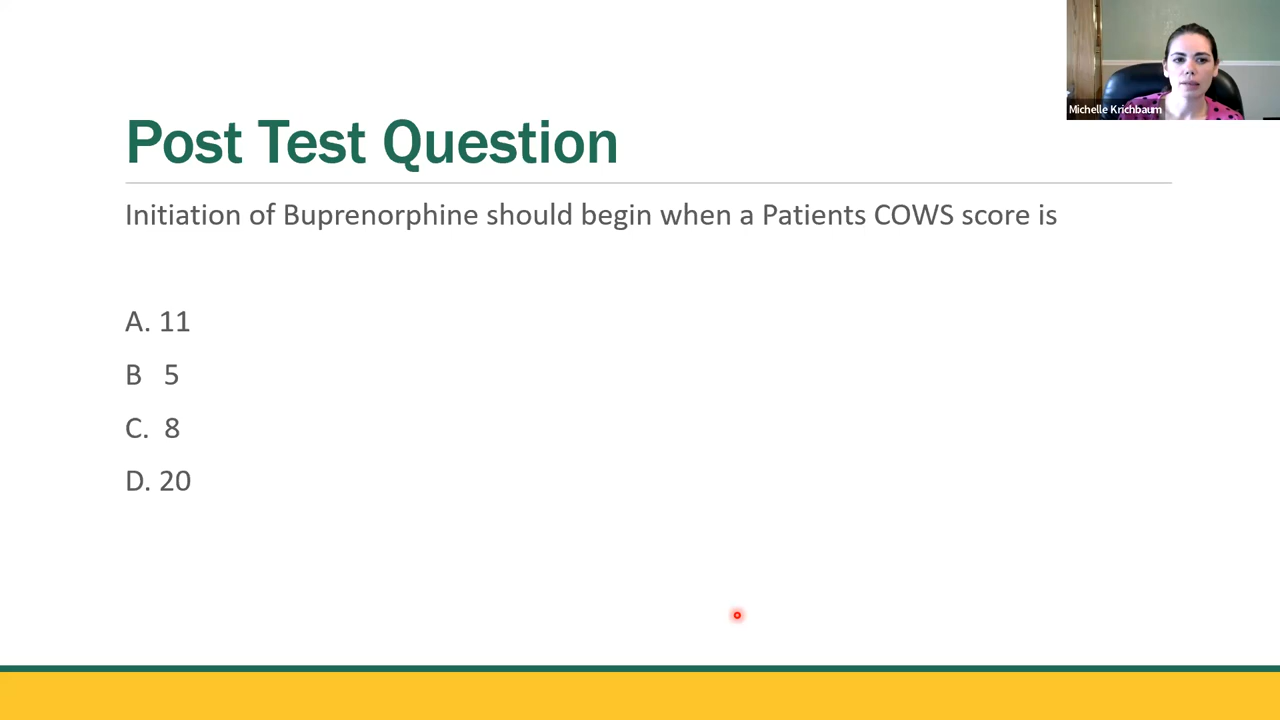 Michelle Krichbaum
Post Test Question
Initiation of Buprenorphine should begin when a Patients COWS score is
A. 11
B 5
C. 8
D. 20